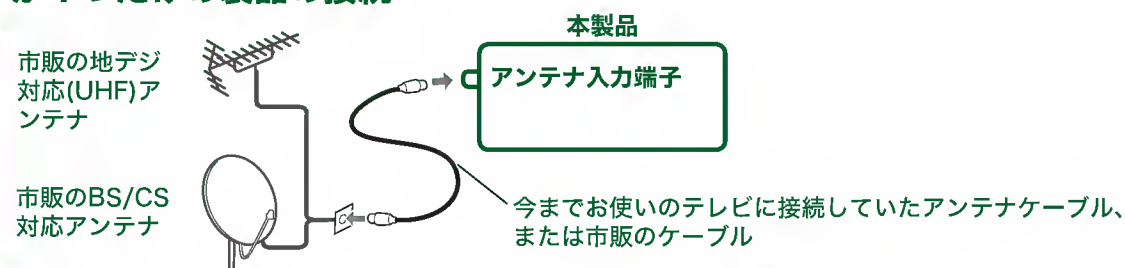 本製品
市販の地デジ
対応(UHF)ア
ンテナ
アンテナ入力端子
市販のBS/CS
対応アンテナ
今までお使いのテレビに接続していたアンテナケーブル、
または市販のケーブル